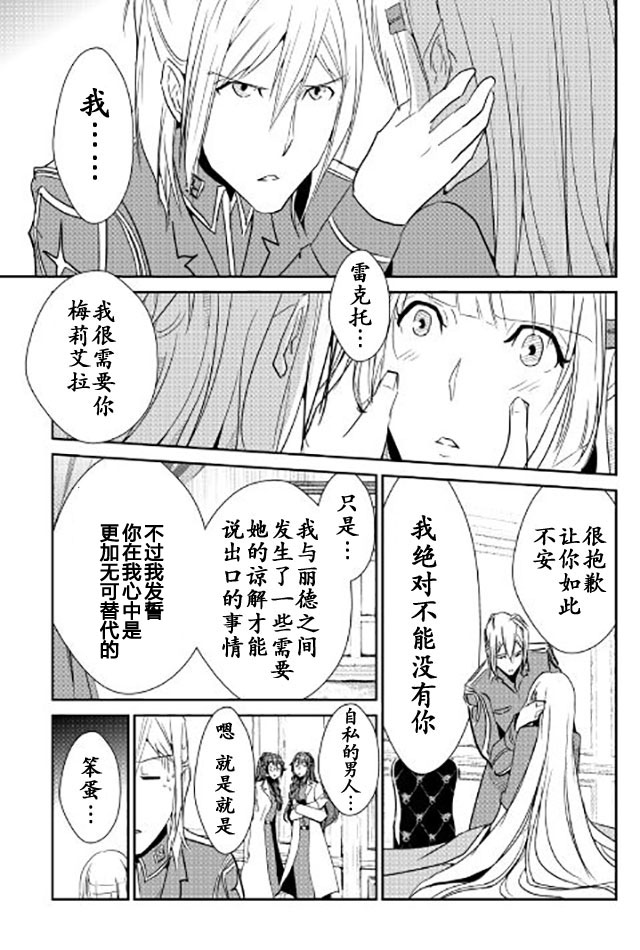 我……
雷克托…
我很需要你
梅莉艾拉
很抱歉
让你如此
不安
我绝对不能没有你
只是…
我与丽德之间
发生了一些需要
她的谅解才能
说出口的事情
不过我发誓
你在我心中是
更加无可替代的
自私的男人…
嗯 就是就是
笨蛋…